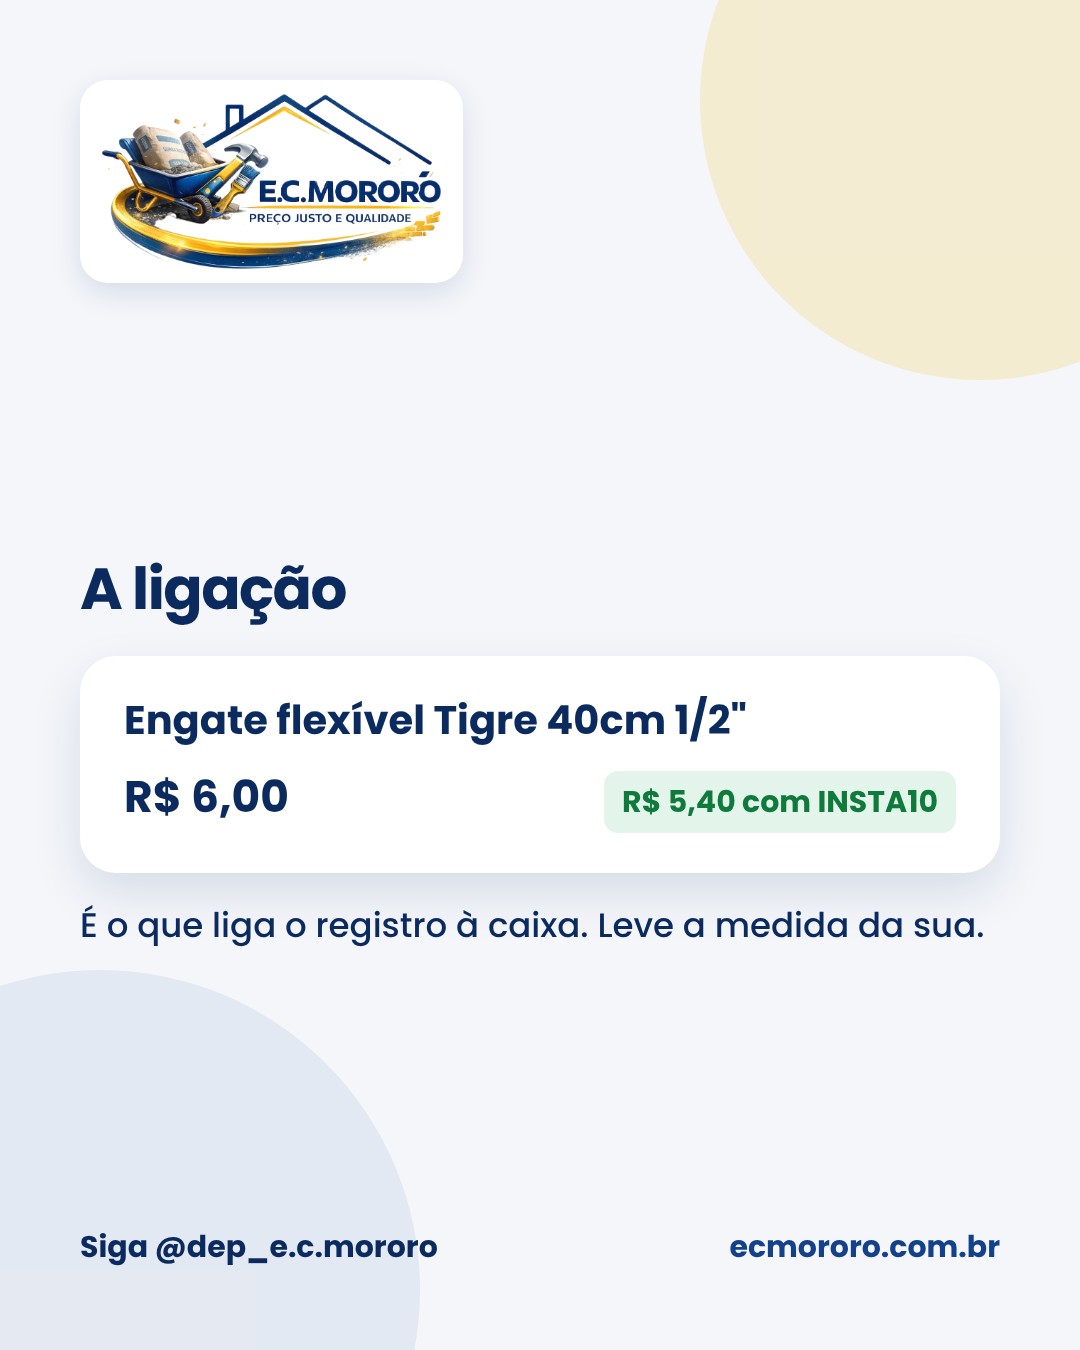 E.C.MORORÓ
PREÇO JUSTO E QUALIDADE
A ligação
Engate flexível Tigre 40cm 1/2"
R$ 6,00
R$ 5,40 com INSTA10
É o que liga o registro à caixa. Leve a medida da sua.
Siga @dep_e.c.mororo
ecmororo.com.br